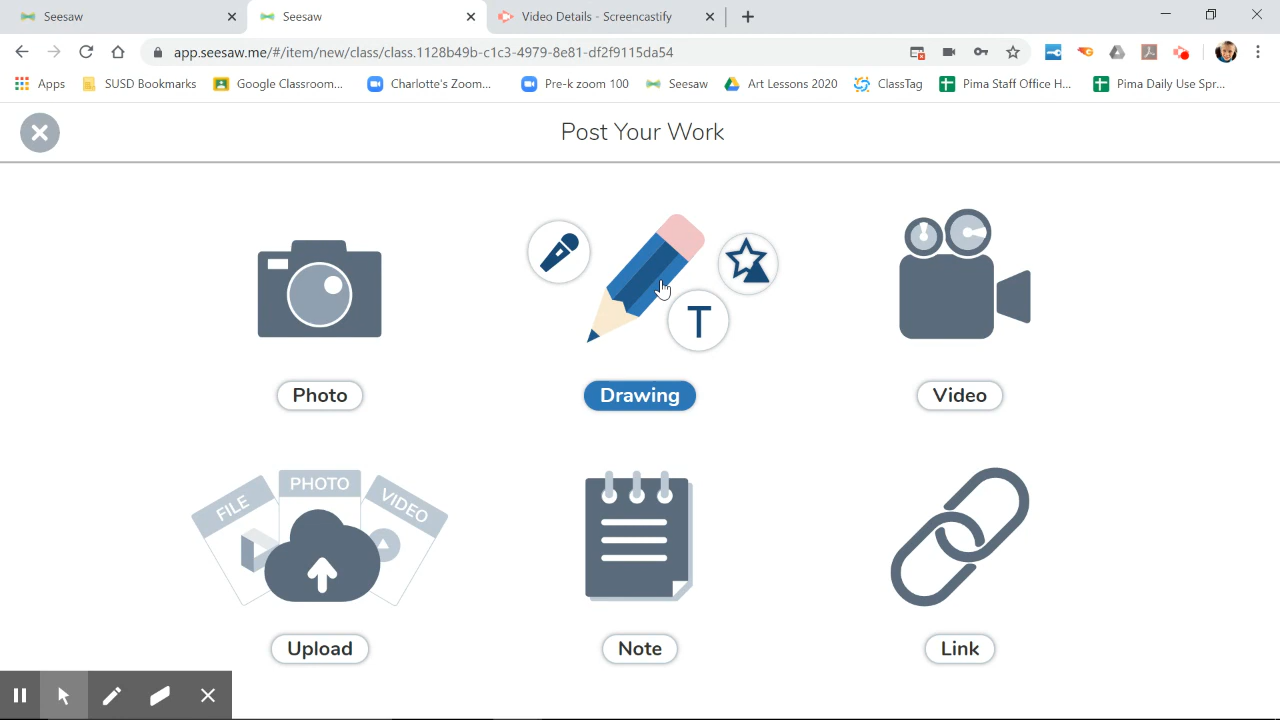 Seesaw
Seesaw
Video Details - Screencastify
app.seesaw.me/#/item/new/class/class.1128b49b-c1c3-4979-8e81-df2f9115da54
Apps SUSD Bookmarks Google Classroom... Charlotte's Zoom... Pre-k zoom 100 Seesaw Art Lessons 2020 ClassTag Pima Staff Office H... Pima Daily Use Spr...
Post Your Work
T
Photo Drawing Video
FILE PHOTO VIDEO
Upload Note Link